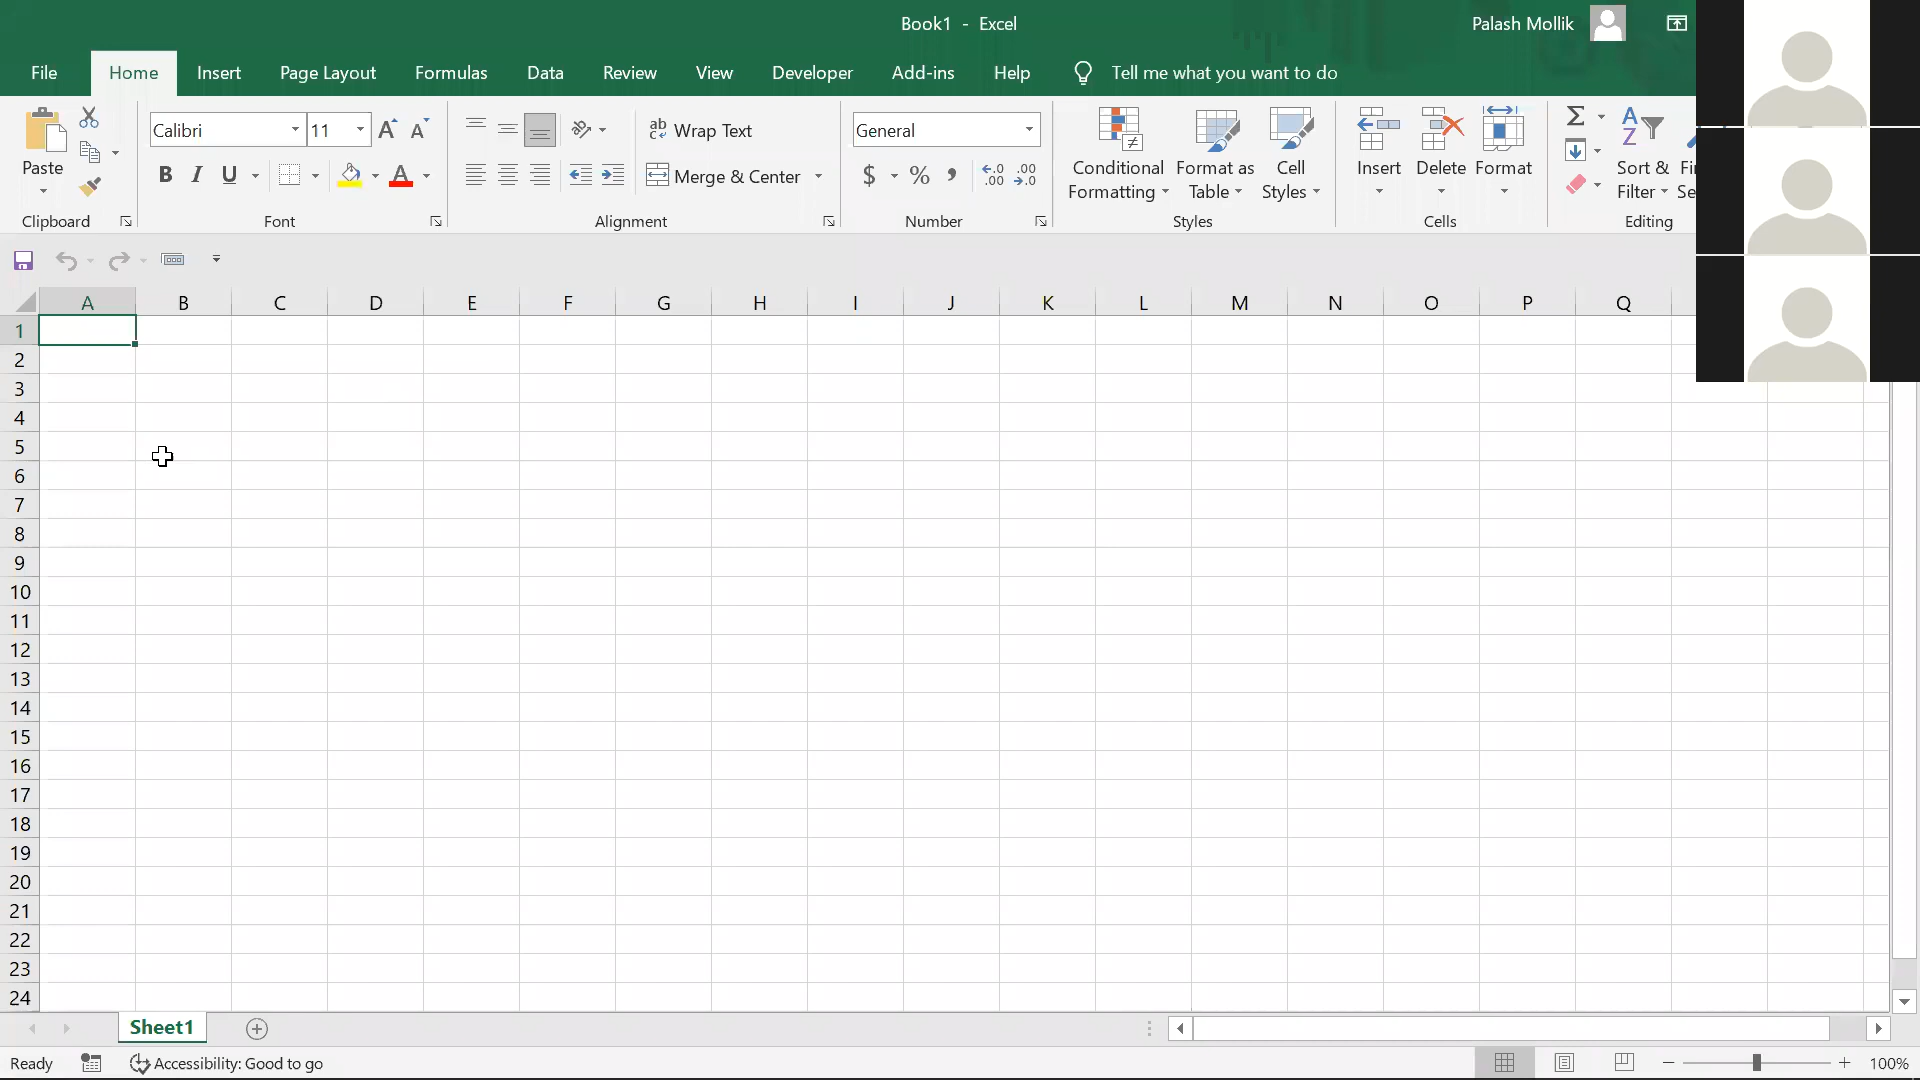 Book1 - Excel
Palash Mollik
File Home Insert Page Layout Formulas Data Review View Developer Add-ins Help Tell me what you want to do
Paste
Clipboard
Calibri 11
B I U
Font
Wrap Text
Merge & Center
Alignment
General
$ % ,
Number
Conditional Formatting
Format as Table
Cell Styles
Styles
Insert
Delete
Format
Cells
Sort & Filter
Editing
A B C D E F G H I J K L M N O P Q
1
2
3
4
5
6
7
8
9
10
11
12
13
14
15
16
17
18
19
20
21
22
23
24
Sheet1
Ready Accessibility: Good to go 100%